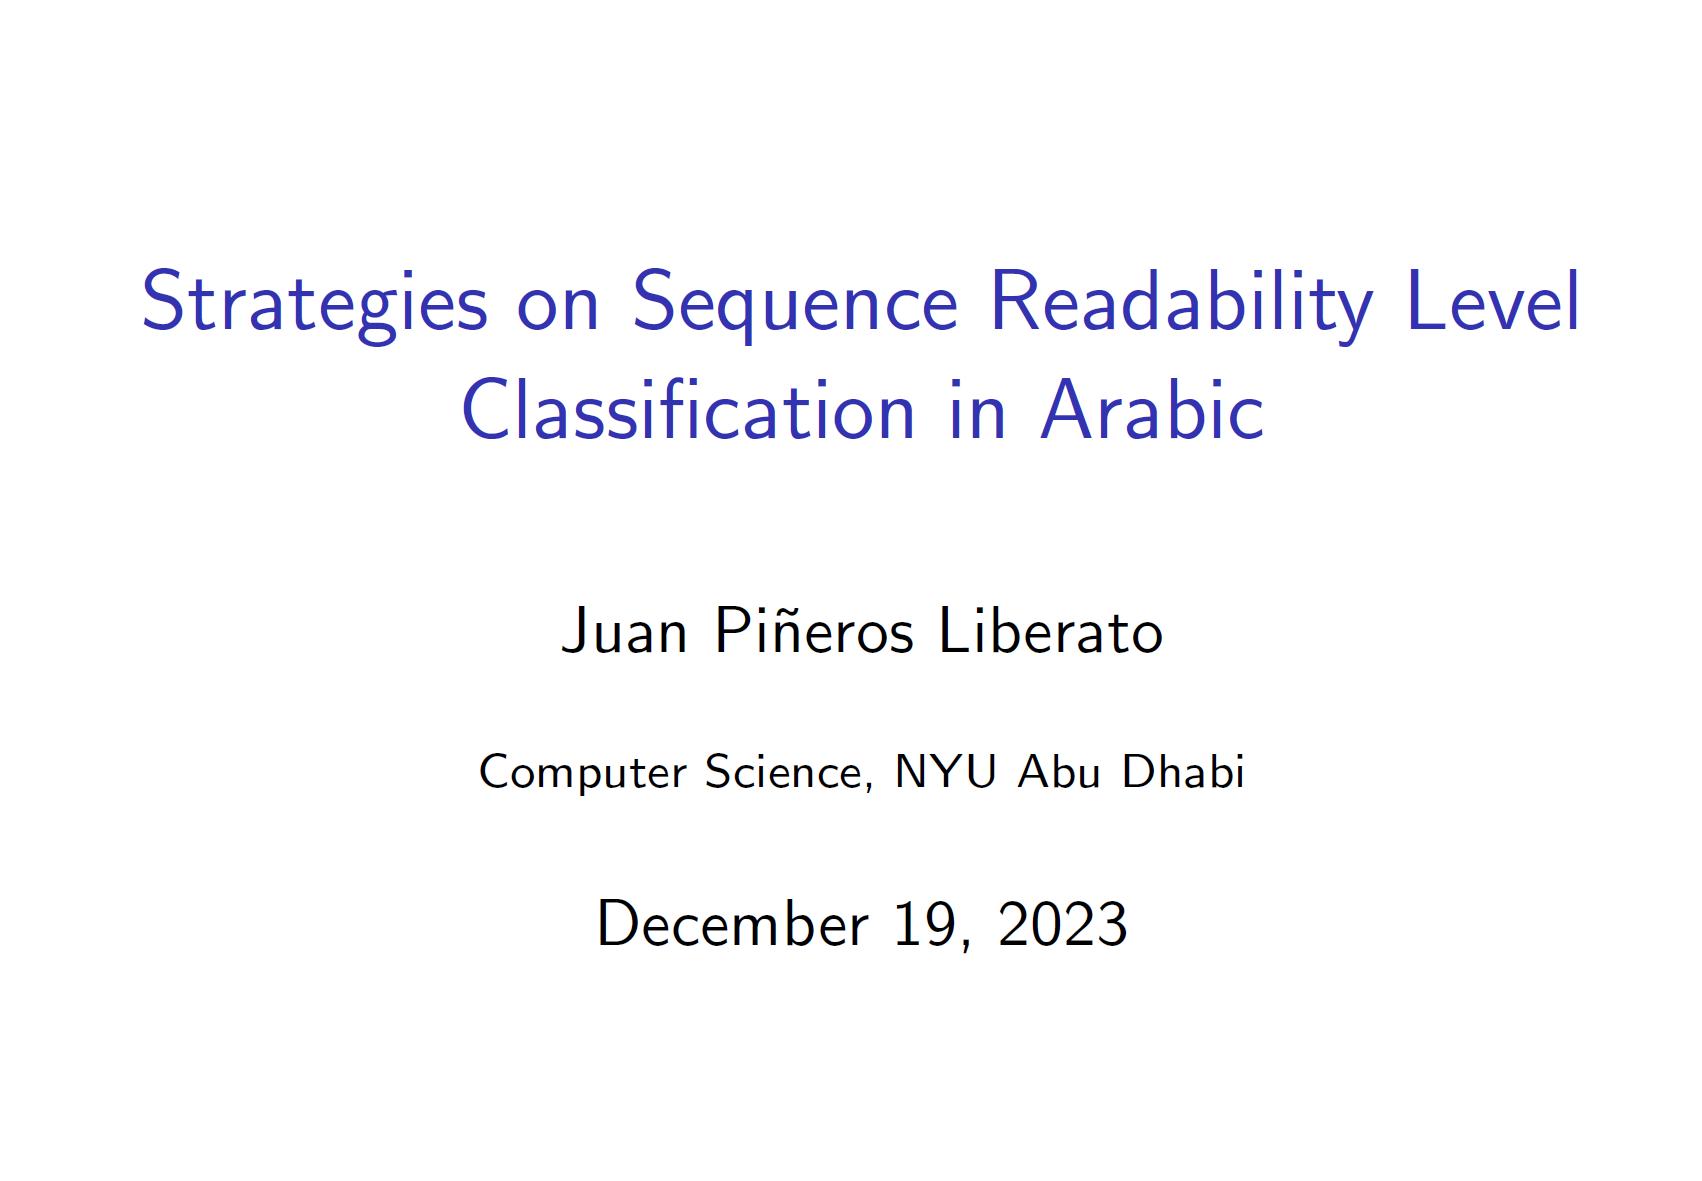 Strategies on Sequence Readability Level
Classification in Arabic
Juan Piñeros Liberato
Computer Science, NYU Abu Dhabi
December 19, 2023